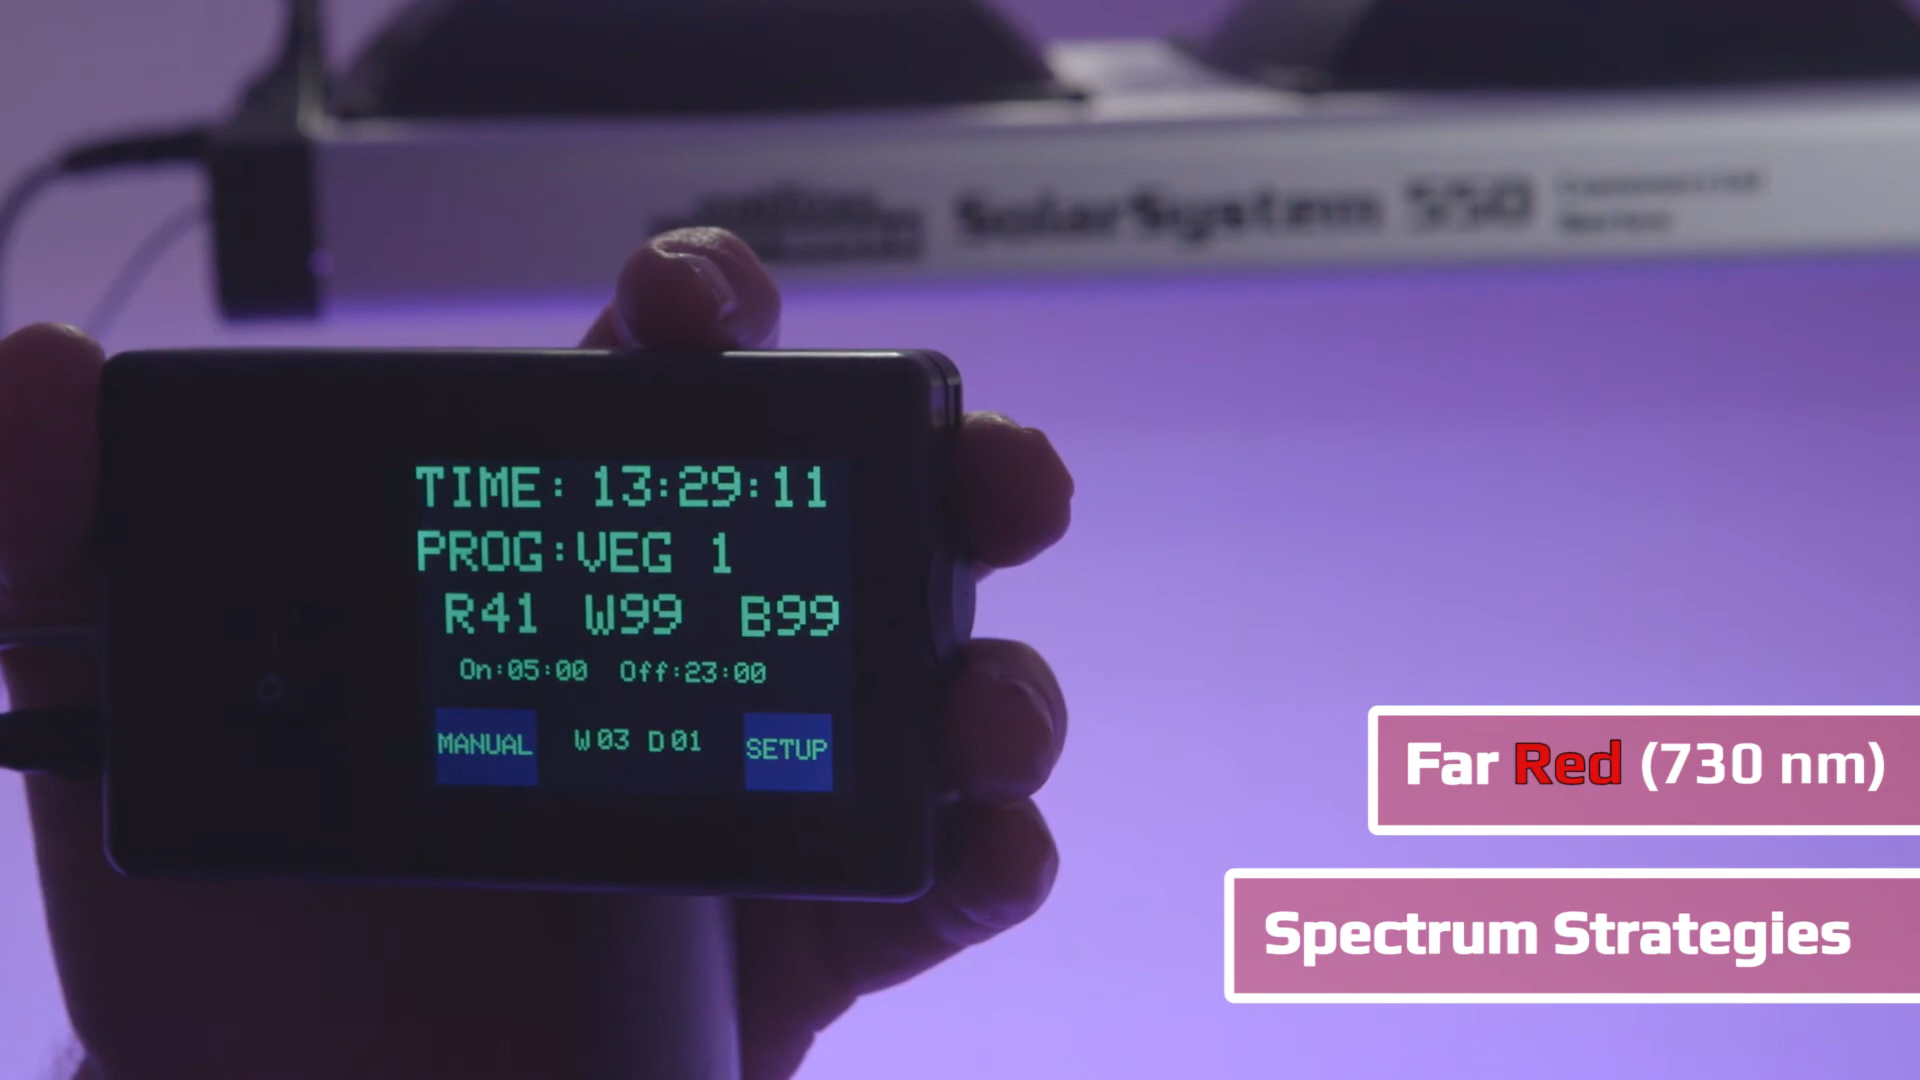 SolarSystem 550
TIME: 13:29:11
PROG:VEG 1
R41 W99 B99
On:05:00 Off:23:00
MANUAL W03 D01 SETUP
Far Red (730 nm)
Spectrum Strategies